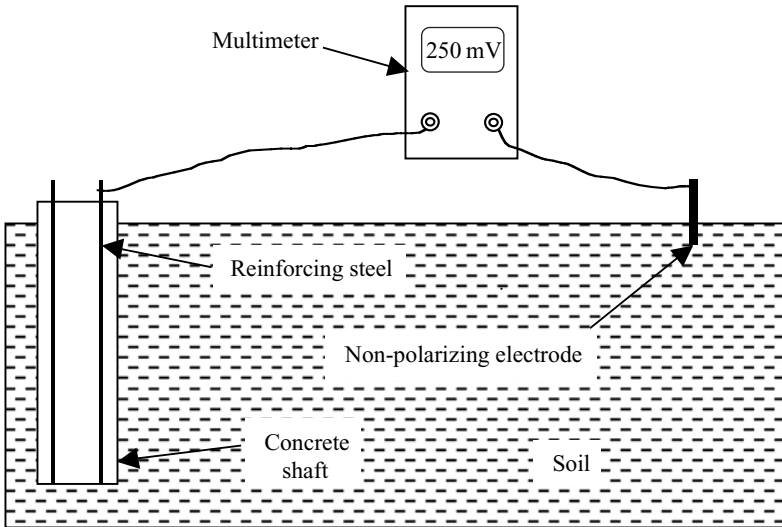 Multimeter
250 mV
Reinforcing steel
Non-polarizing electrode
Concrete
shaft
Soil